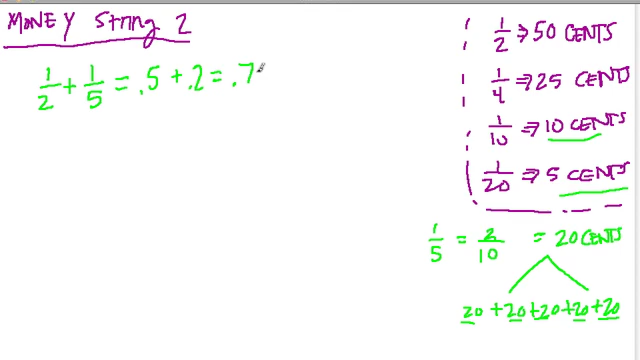 MONEY String 2
1/2 + 1/5 = .5 + .2 = .7
1/2 ⇒ 50 CENTS
1/4 ⇒ 25 CENTS
1/10 ⇒ 10 CENTS
1/20 ⇒ 5 CENTS
1/5 = 2/10 = 20 CENTS
20 + 20 + 20 + 20 + 20